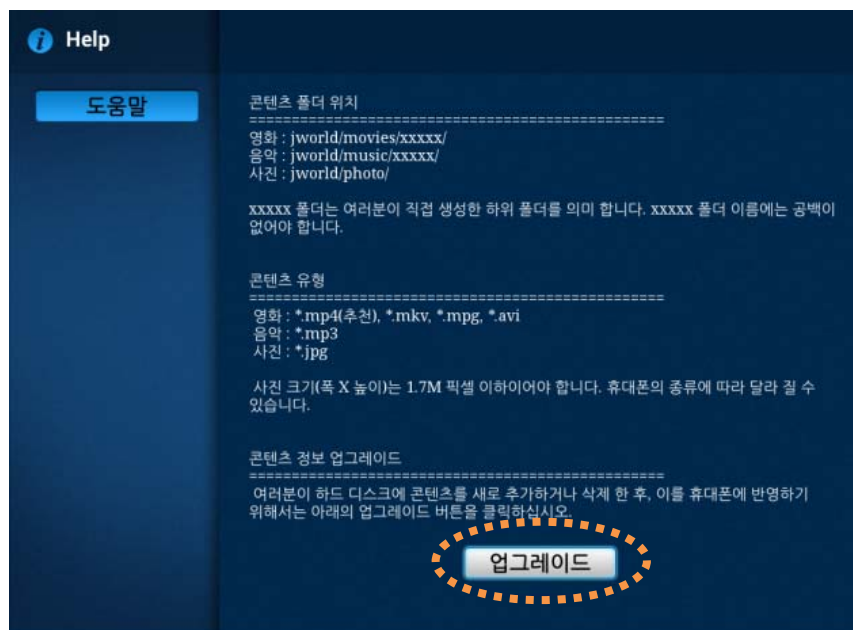 Help
도움말
콘텐츠 폴더 위치
==================================================
영화 : jworld/movies/xxxxx/
음악 : jworld/music/xxxxx/
사진 : jworld/photo/
xxxxx 폴더는 여러분이 직접 생성한 하위 폴더를 의미 합니다. xxxxx 폴더 이름에는 공백이
없어야 합니다.
콘텐츠 유형
==================================================
영화 : *.mp4(추천), *.mkv, *.mpg, *.avi
음악 : *.mp3
사진 : *.jpg
사진 크기(폭 X 높이)는 1.7M 픽셀 이하이어야 합니다. 휴대폰의 종류에 따라 달라 질 수
있습니다.
콘텐츠 정보 업그레이드
==================================================
여러분이 하드 디스크에 콘텐츠를 새로 추가하거나 삭제 한 후, 이를 휴대폰에 반영하기
위해서는 아래의 업그레이드 버튼을 클릭하십시오.
업그레이드